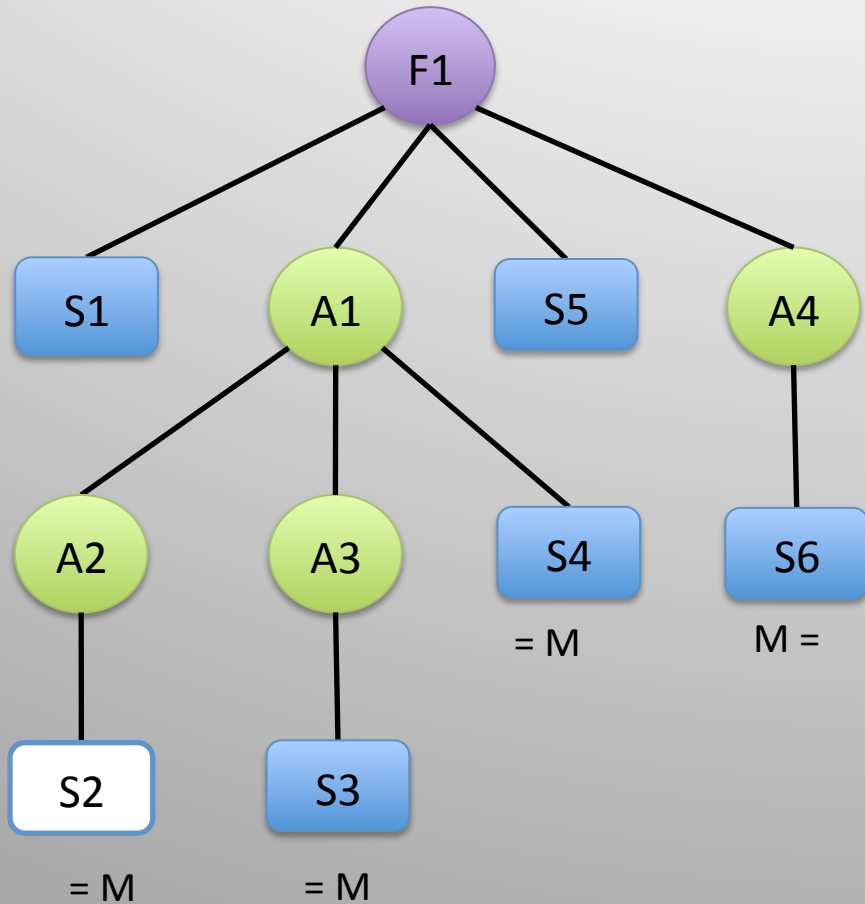 F1
S1
A1
S5
A4
A2
A3
S4
S6
= M
M =
S2
S3
= M
= M